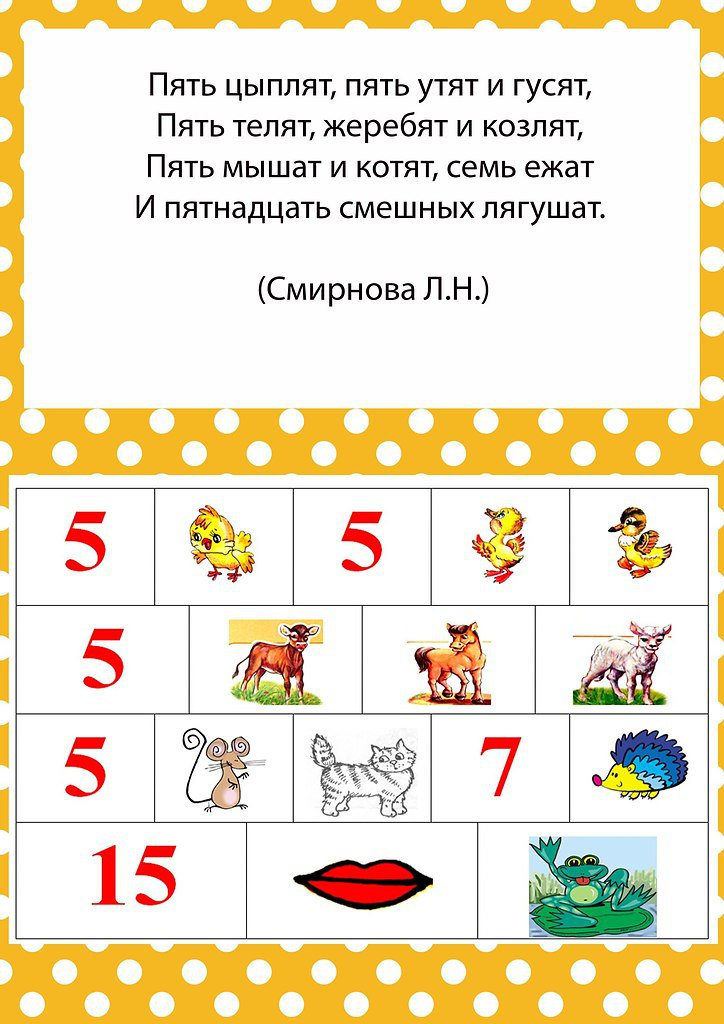 Пять цыплят, пять утят и гусят,
Пять телят, жеребят и козлят,
Пять мышат и котят, семь ежат
И пятнадцать смешных лягушат.
(Смирнова Л.Н.)
5 5
5
5 7
15